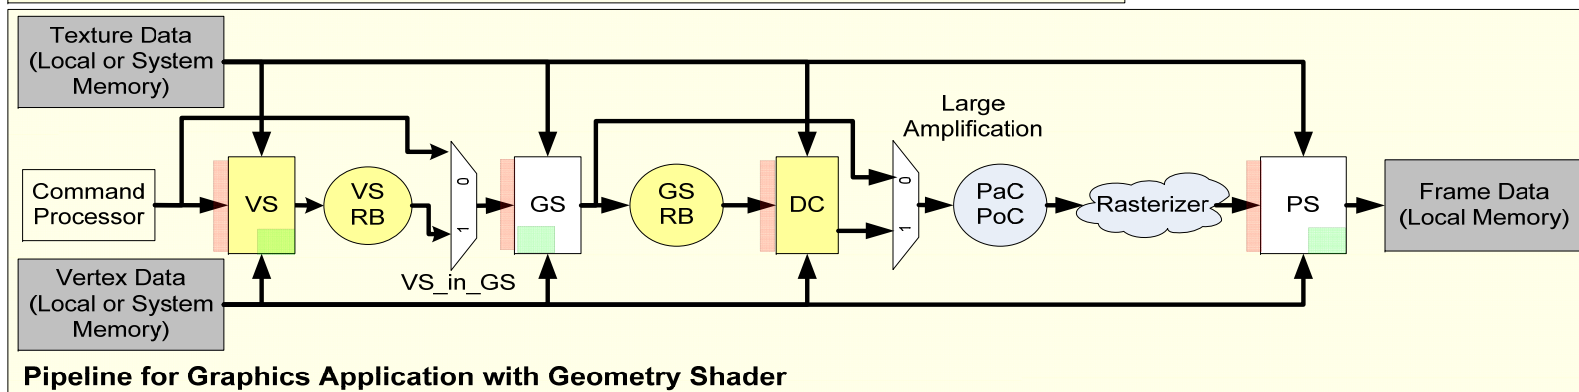 Texture Data
(Local or System
Memory)
Large
Amplification
Command
Processor
VS
VS
RB
0
1
VS_in_GS
GS
GS
RB
DC
0
1
PaC
PoC
Rasterizer
PS
Frame Data
(Local Memory)
Vertex Data
(Local or System
Memory)
Pipeline for Graphics Application with Geometry Shader